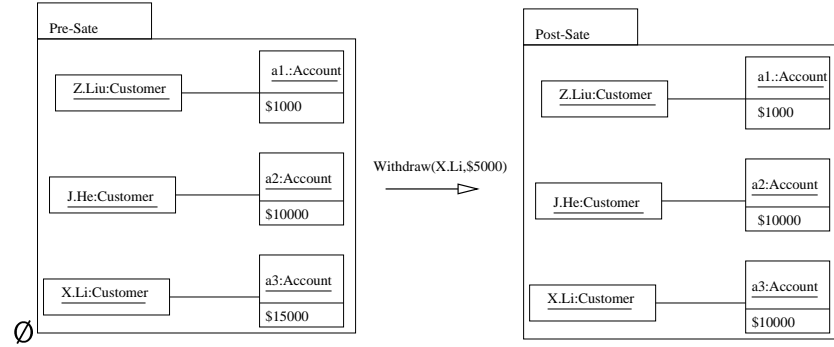 Pre-Sate
Z.Liu:Customer
a1.:Account
$1000
J.He:Customer
a2:Account
$10000
X.Li:Customer
a3:Account
$15000
Ø
Withdraw(X.Li,$5000)
Post-Sate
Z.Liu:Customer
a1.:Account
$1000
J.He:Customer
a2:Account
$10000
X.Li:Customer
a3:Account
$10000